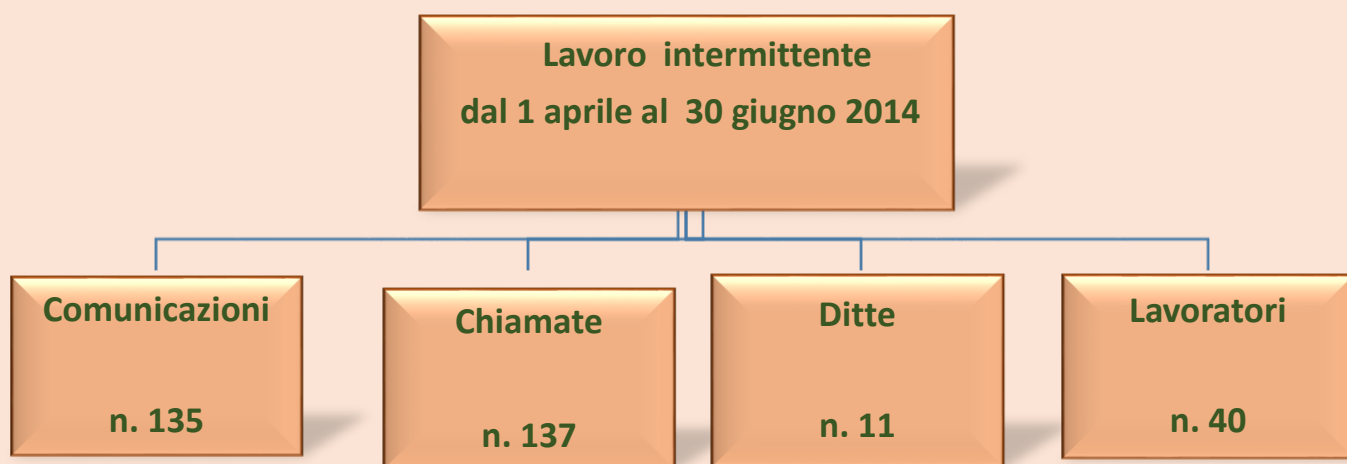 Lavoro intermittente
dal 1 aprile al 30 giugno 2014
Comunicazioni
n. 135
Chiamate
n. 137
Ditte
n. 11
Lavoratori
n. 40